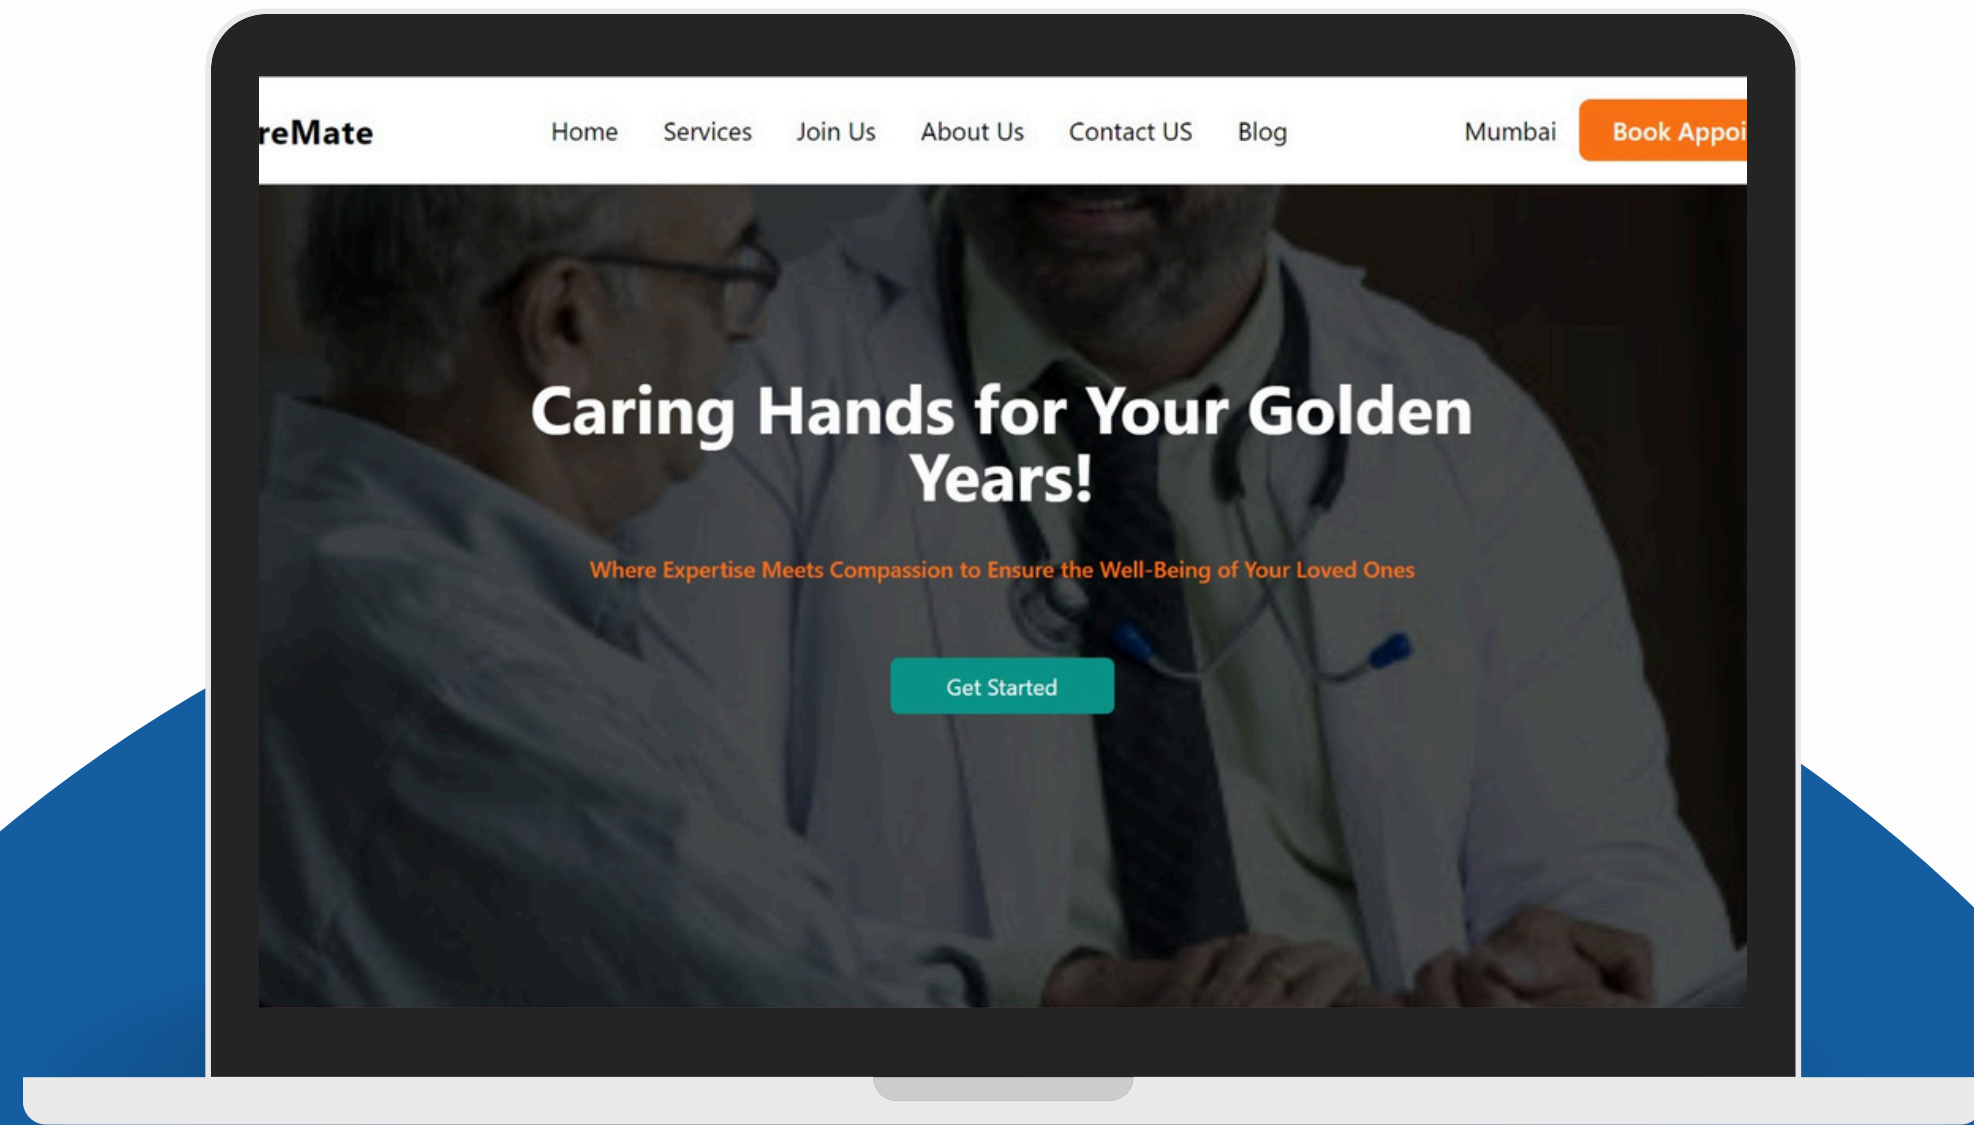 reMate
Home Services Join Us About Us Contact US Blog Mumbai Book Appoi
Caring Hands for Your Golden
Years!
Where Expertise Meets Compassion to Ensure the Well-Being of Your Loved Ones
Get Started